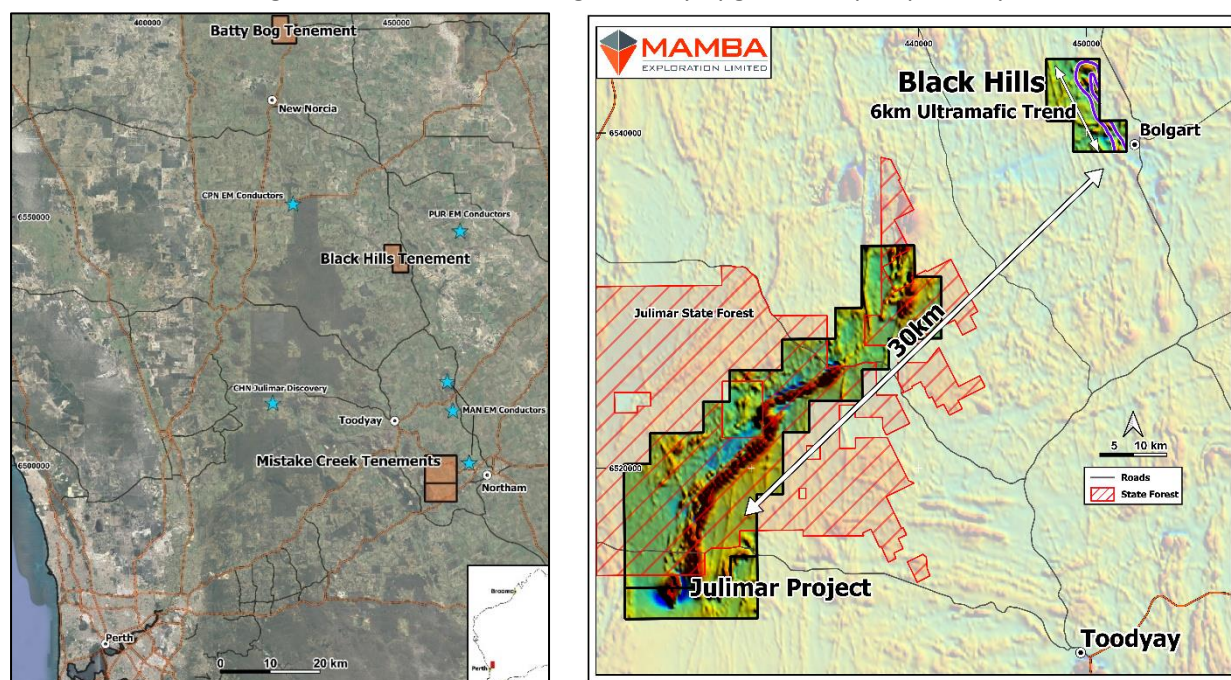 400000
450000
Batty Bog Tenement
New Norcia
CPN EM Conductors
6550000
PUR EM Conductors
Black Hills Tenement
CHN Julimar Discovery
MAN EM Conductors
Toodyay
Mistake Creek Tenements
6500000
Northam
Perth
0 10 20 km
Broome
Perth
MAMBA
EXPLORATION LIMITED
440000
450000
Black Hills
6km Ultramafic Trend
6540000
Bolgart
Julimar State Forest
30km
5 10 km
6520000
Roads
State Forest
Julimar Project
Toodyay